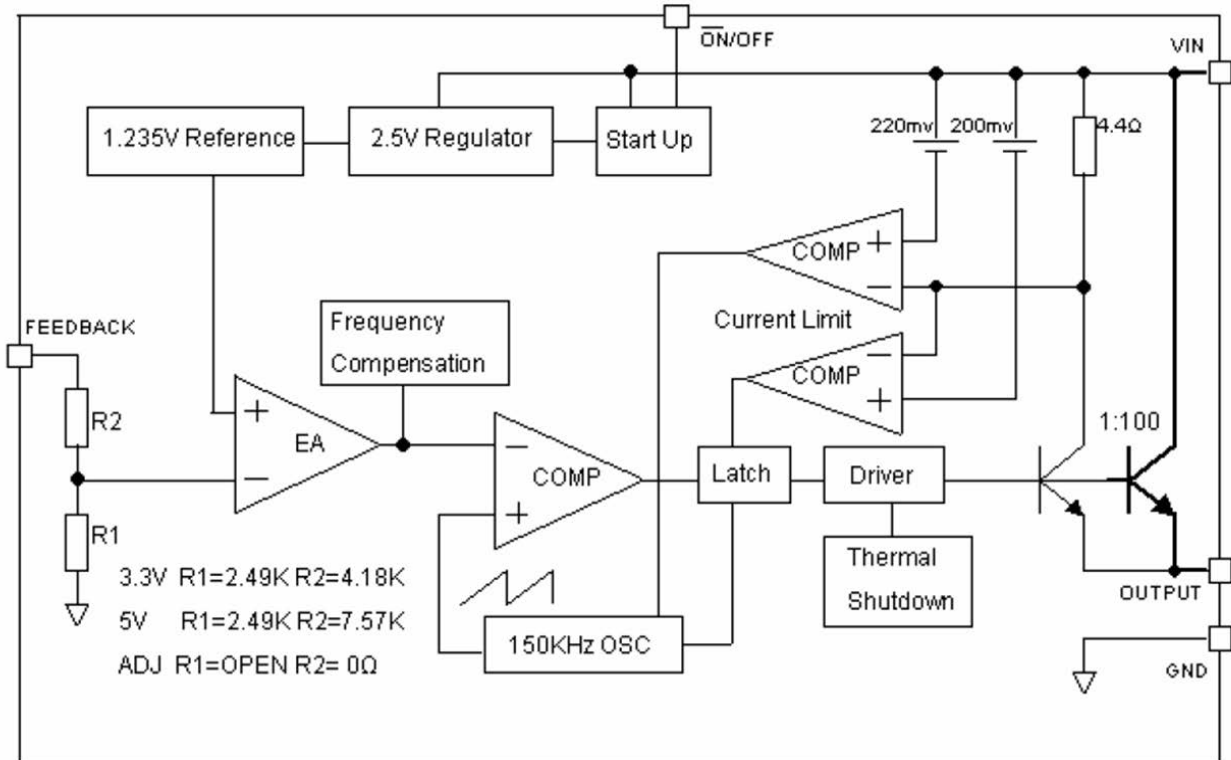 ON/OFF
VIN
1.235V Reference
2.5V Regulator
Start Up
220mv
200mv
4.4Ω
+
COMP
−
FEEDBACK
Frequency
Compensation
Current Limit
−
COMP
+
R2
+
EA
−
−
COMP
+
1:100
Latch
Driver
R1
Thermal
Shutdown
3.3V R1=2.49K R2=4.18K
5V R1=2.49K R2=7.57K
ADJ R1=OPEN R2= 0Ω
150KHz OSC
OUTPUT
GND